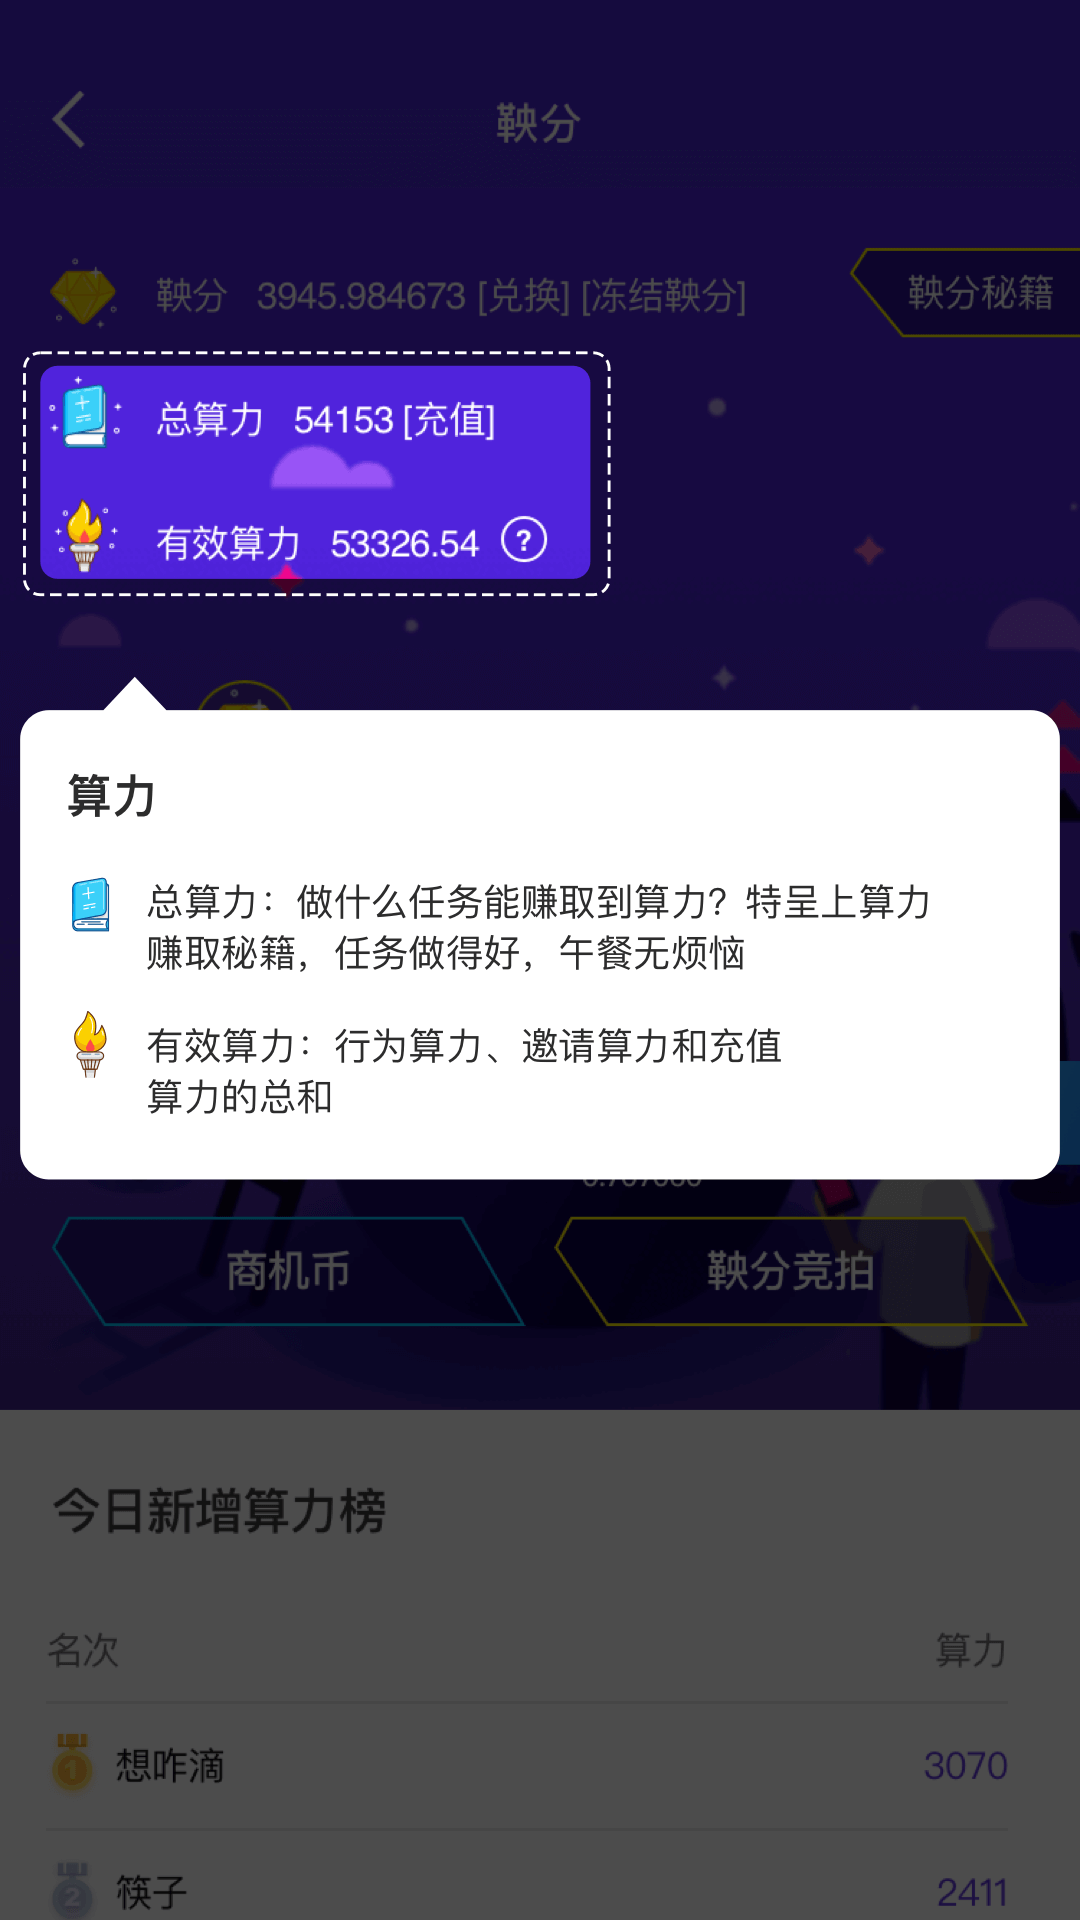 鞅分
鞅分 3945.984673 [兑换] [冻结鞅分]
鞅分秘籍
总算力 54153 [充值]
有效算力 53326.54 ?
算力
总算力：做什么任务能赚取到算力？特呈上算力
赚取秘籍，任务做得好，午餐无烦恼
有效算力：行为算力、邀请算力和充值
算力的总和
商机币
鞅分竞拍
今日新增算力榜
名次 算力
1 想咋滴 3070
2 筷子 2411